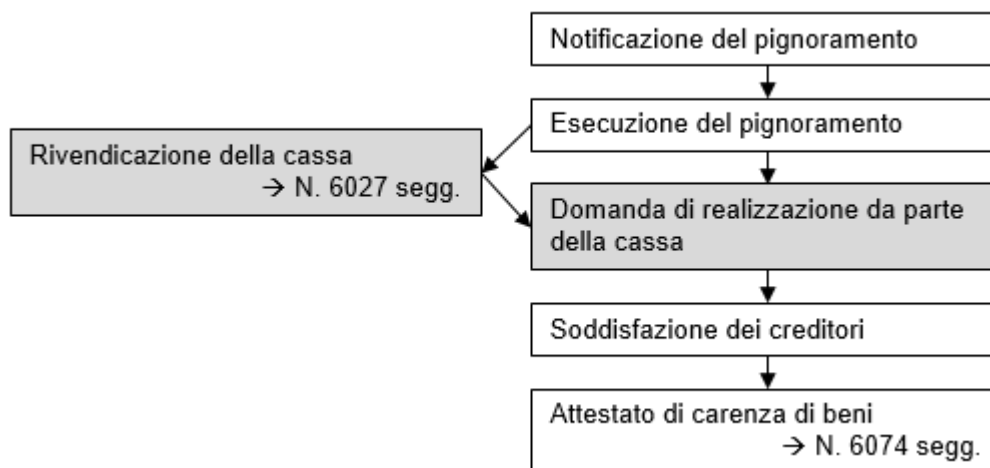 Notificazione del pignoramento
Esecuzione del pignoramento
Rivendicazione della cassa
→ N. 6027 segg.
Domanda di realizzazione da parte
della cassa
Soddisfazione dei creditori
Attestato di carenza di beni
→ N. 6074 segg.